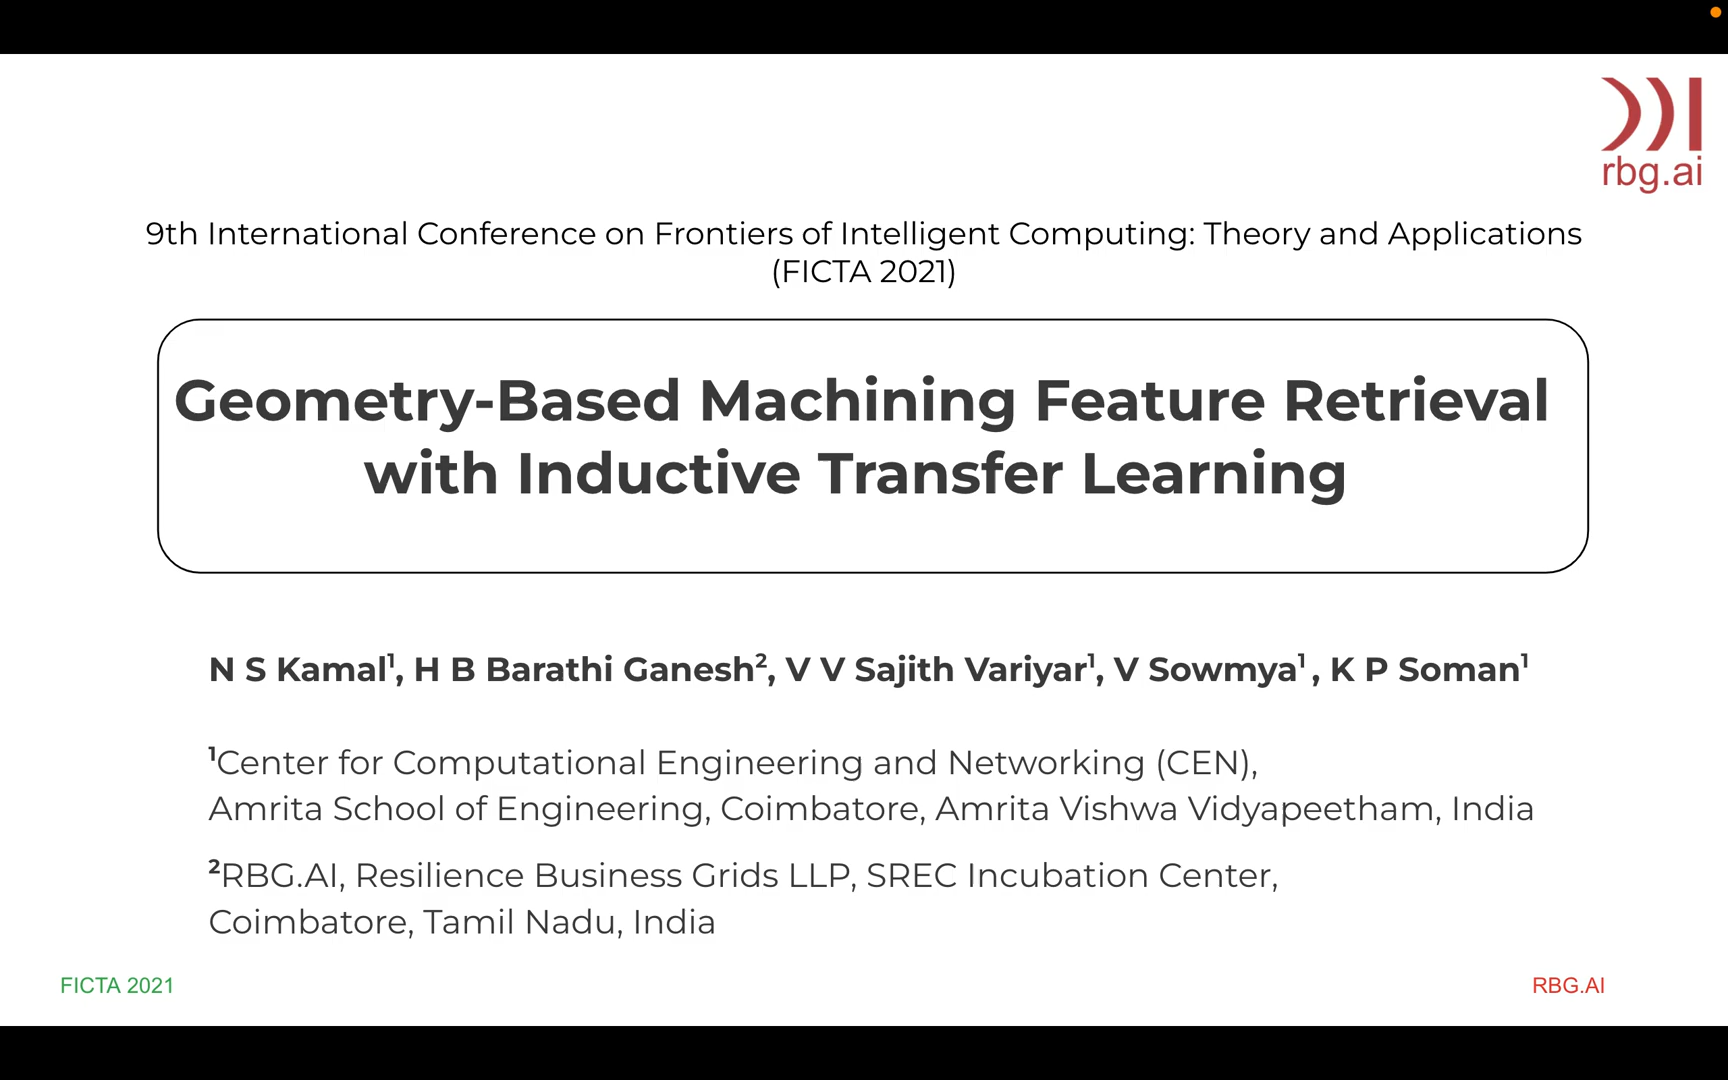 rbg.ai
9th International Conference on Frontiers of Intelligent Computing: Theory and Applications
(FICTA 2021)
Geometry-Based Machining Feature Retrieval
with Inductive Transfer Learning
N S Kamal¹, H B Barathi Ganesh², V V Sajith Variyar¹, V Sowmya¹, K P Soman¹
¹Center for Computational Engineering and Networking (CEN),
Amrita School of Engineering, Coimbatore, Amrita Vishwa Vidyapeetham, India
²RBG.AI, Resilience Business Grids LLP, SREC Incubation Center,
Coimbatore, Tamil Nadu, India
FICTA 2021
RBG.AI